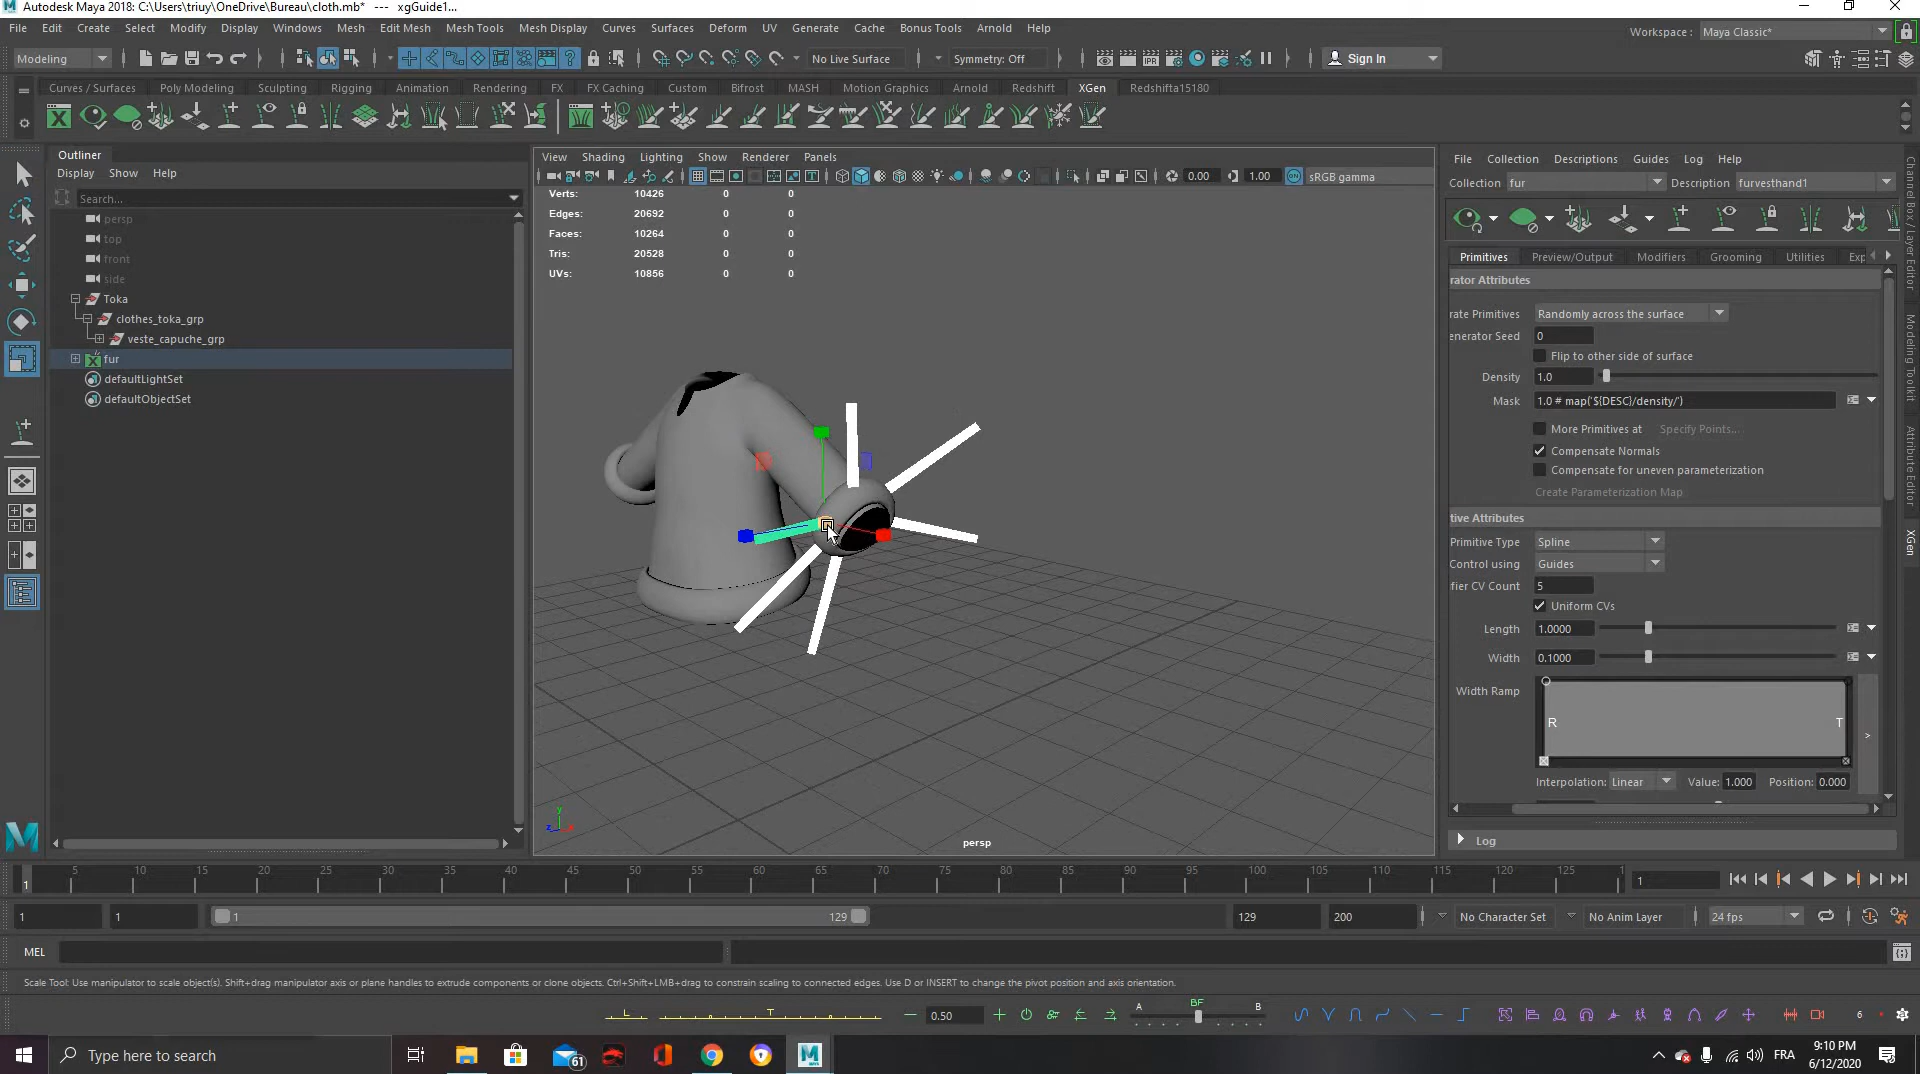 Autodesk Maya 2018: C:\Users\triuy\OneDrive\Bureau\cloth.mb* --- xgGuide1...
File Edit Create Select Modify Display Windows Mesh Edit Mesh Mesh Tools Mesh Display Curves Surfaces Deform UV Generate Cache Bonus Tools Arnold Help
Workspace : Maya Classic*
Modeling No Live Surface Symmetry: Off Sign In
Curves / Surfaces Poly Modeling Sculpting Rigging Animation Rendering FX FX Caching Custom Bifrost MASH Motion Graphics Arnold Redshift XGen Redshifta15180
Outliner
Display Show Help
Search...
persp
top
front
side
Toka
clothes_toka_grp
veste_capuche_grp
fur
defaultLightSet
defaultObjectSet
View Shading Lighting Show Renderer Panels
0.00 1.00 ON sRGB gamma
Verts: 10426 0 0
Edges: 20692 0 0
Faces: 10264 0 0
Tris: 20528 0 0
UVs: 10856 0 0
persp
File Collection Descriptions Guides Log Help
Collection fur Description furvesthand1
Primitives Preview/Output Modifiers Grooming Utilities Exp
rator Attributes
rate Primitives Randomly across the surface
enerator Seed 0
Flip to other side of surface
Density 1.0
Mask 1.0 # map('${DESC}/density/')
More Primitives at Specify Points...
Compensate Normals
Compensate for uneven parameterization
Create Parameterization Map
tive Attributes
Primitive Type Spline
Control using Guides
fier CV Count 5
Uniform CVs
Length 1.0000
Width 0.1000
Width Ramp R T
>
Interpolation: Linear Value: 1.000 Position: 0.000
Log
Channel Box / Layer Editor
Modeling Toolkit
Attribute Editor
XGen
5 10 15 20 25 30 35 40 45 50 55 60 65 70 75 80 85 90 95 100 105 110 115 120 125 1
1 1
1 1 1 129 129 200 No Character Set No Anim Layer 24 fps
MEL
Scale Tool: Use manipulator to scale object(s). Shift+drag manipulator axis or plane handles to extrude components or clone objects. Ctrl+Shift+LMB+drag to constrain scaling to connected edges. Use D or INSERT to change the pivot position and axis orientation.
L T 0.50 A BF B 6
Type here to search
61
FRA
9:10 PM
6/12/2020